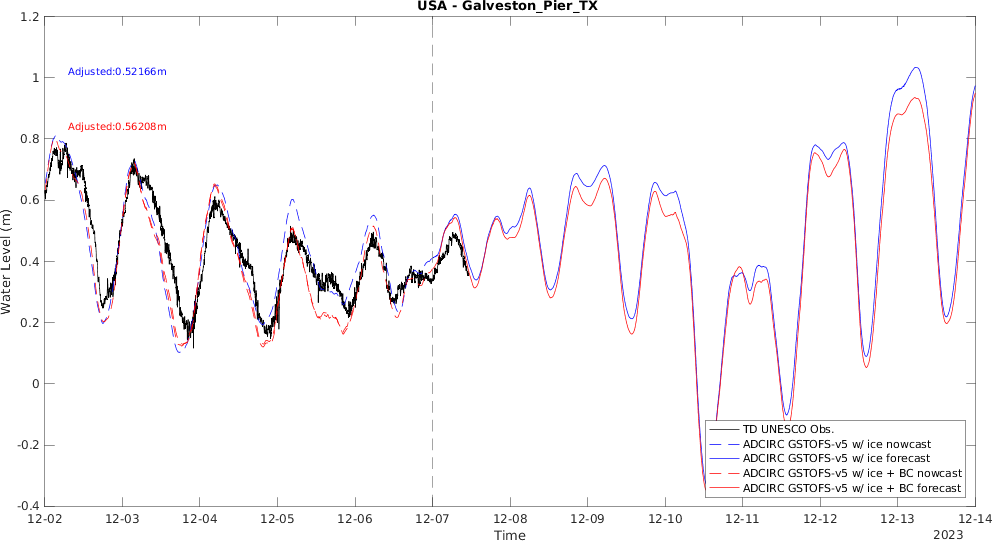 USA - Galveston_Pier_TX
1.2
1
0.8
0.6
0.4
0.2
0
-0.2
-0.4
Water Level (m)
Adjusted:0.52166m
Adjusted:0.56208m
TD UNESCO Obs.
ADCIRC GSTOFS-v5 w/ ice nowcast
ADCIRC GSTOFS-v5 w/ ice forecast
ADCIRC GSTOFS-v5 w/ ice + BC nowcast
ADCIRC GSTOFS-v5 w/ ice + BC forecast
12-02 12-03 12-04 12-05 12-06 12-07 12-08 12-09 12-10 12-11 12-12 12-13 12-14
Time
2023